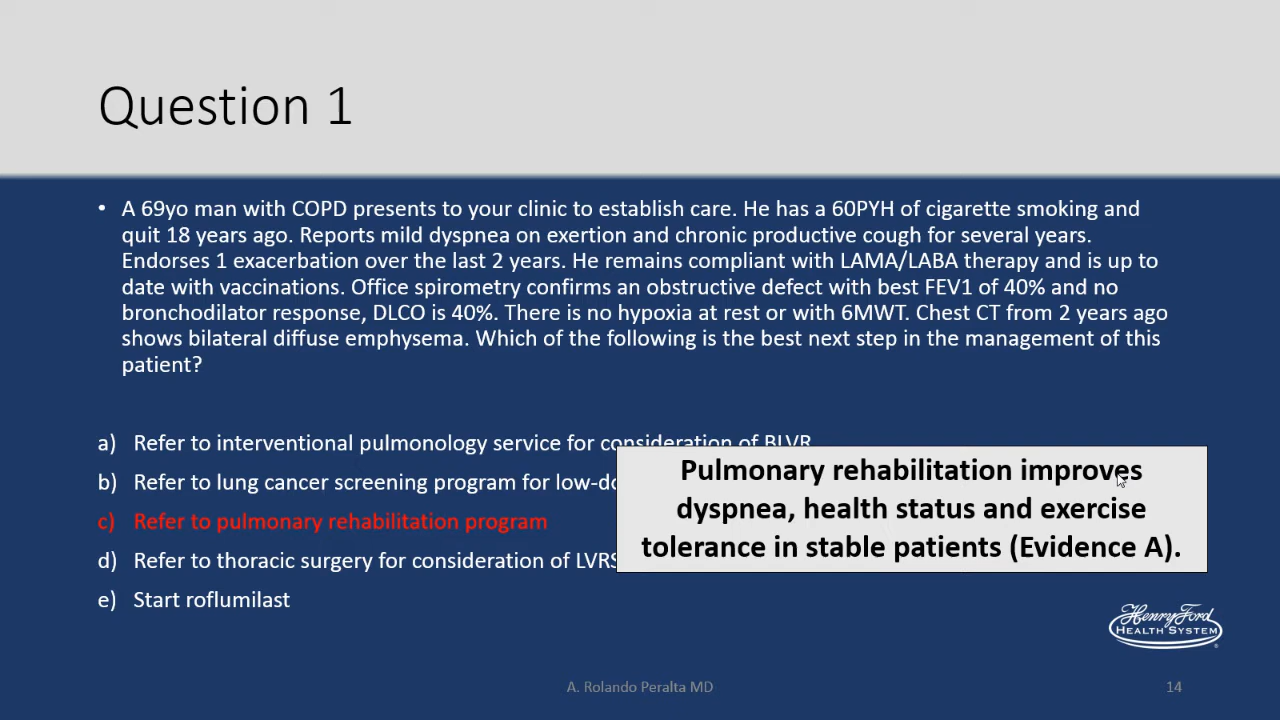 Question 1
• A 69yo man with COPD presents to your clinic to establish care. He has a 60PYH of cigarette smoking and
quit 18 years ago. Reports mild dyspnea on exertion and chronic productive cough for several years.
Endorses 1 exacerbation over the last 2 years. He remains compliant with LAMA/LABA therapy and is up to
date with vaccinations. Office spirometry confirms an obstructive defect with best FEV1 of 40% and no
bronchodilator response, DLCO is 40%. There is no hypoxia at rest or with 6MWT. Chest CT from 2 years ago
shows bilateral diffuse emphysema. Which of the following is the best next step in the management of this
patient?
a) Refer to interventional pulmonology service for consideration of BLVR
b) Refer to lung cancer screening program for low-do
c) Refer to pulmonary rehabilitation program
d) Refer to thoracic surgery for consideration of LVRS
e) Start roflumilast
Pulmonary rehabilitation improves
dyspnea, health status and exercise
tolerance in stable patients (Evidence A).
Henry Ford
HEALTH SYSTEM
A. Rolando Peralta MD
14